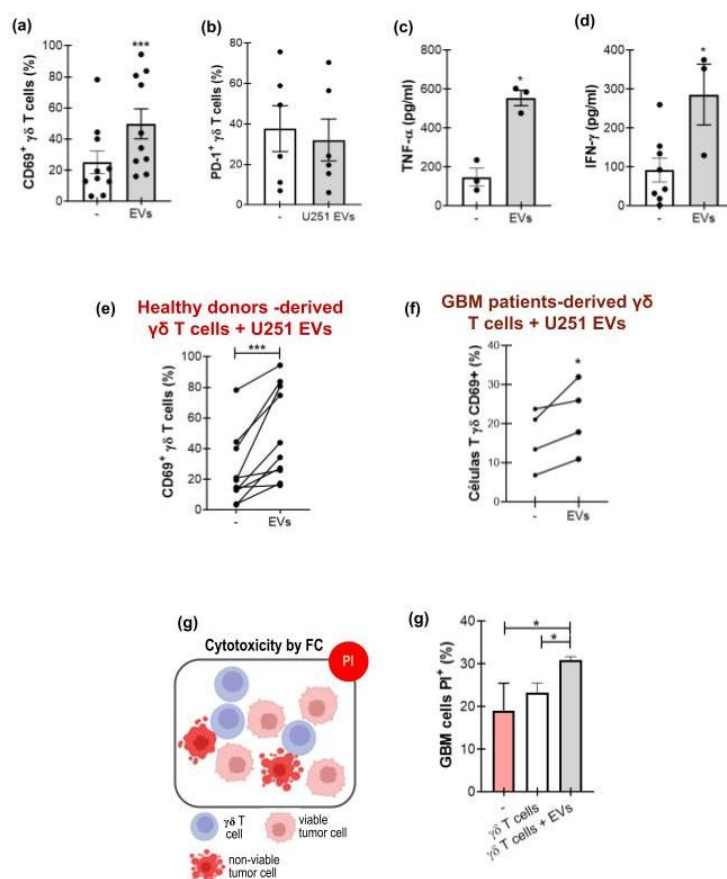 (a)
CD69⁺ γδ T cells (%)
100
80
60
40
20
0
***
-
EVs
(b)
PD-1⁺ γδ T cells (%)
80
60
40
20
0
-
U251 EVs
(c)
TNF-α (pg/ml)
800
600
400
200
0
*
-
EVs
(d)
IFN-γ (pg/ml)
400
300
200
100
0
*
-
EVs
(e)
Healthy donors -derived
γδ T cells + U251 EVs
CD69⁺ γδ T cells (%)
100
80
60
40
20
0
***
-
EVs
(f)
GBM patients-derived γδ
T cells + U251 EVs
Células T γδ CD69+ (%)
40
30
20
10
0
*
-
EVs
(g)
Cytotoxicity by FC
PI
γδ T
cell
viable
tumor cell
non-viable
tumor cell
(g)
GBM cells PI⁺ (%)
40
30
20
10
0
*
*
-
γδ T cells
γδ T cells + EVs